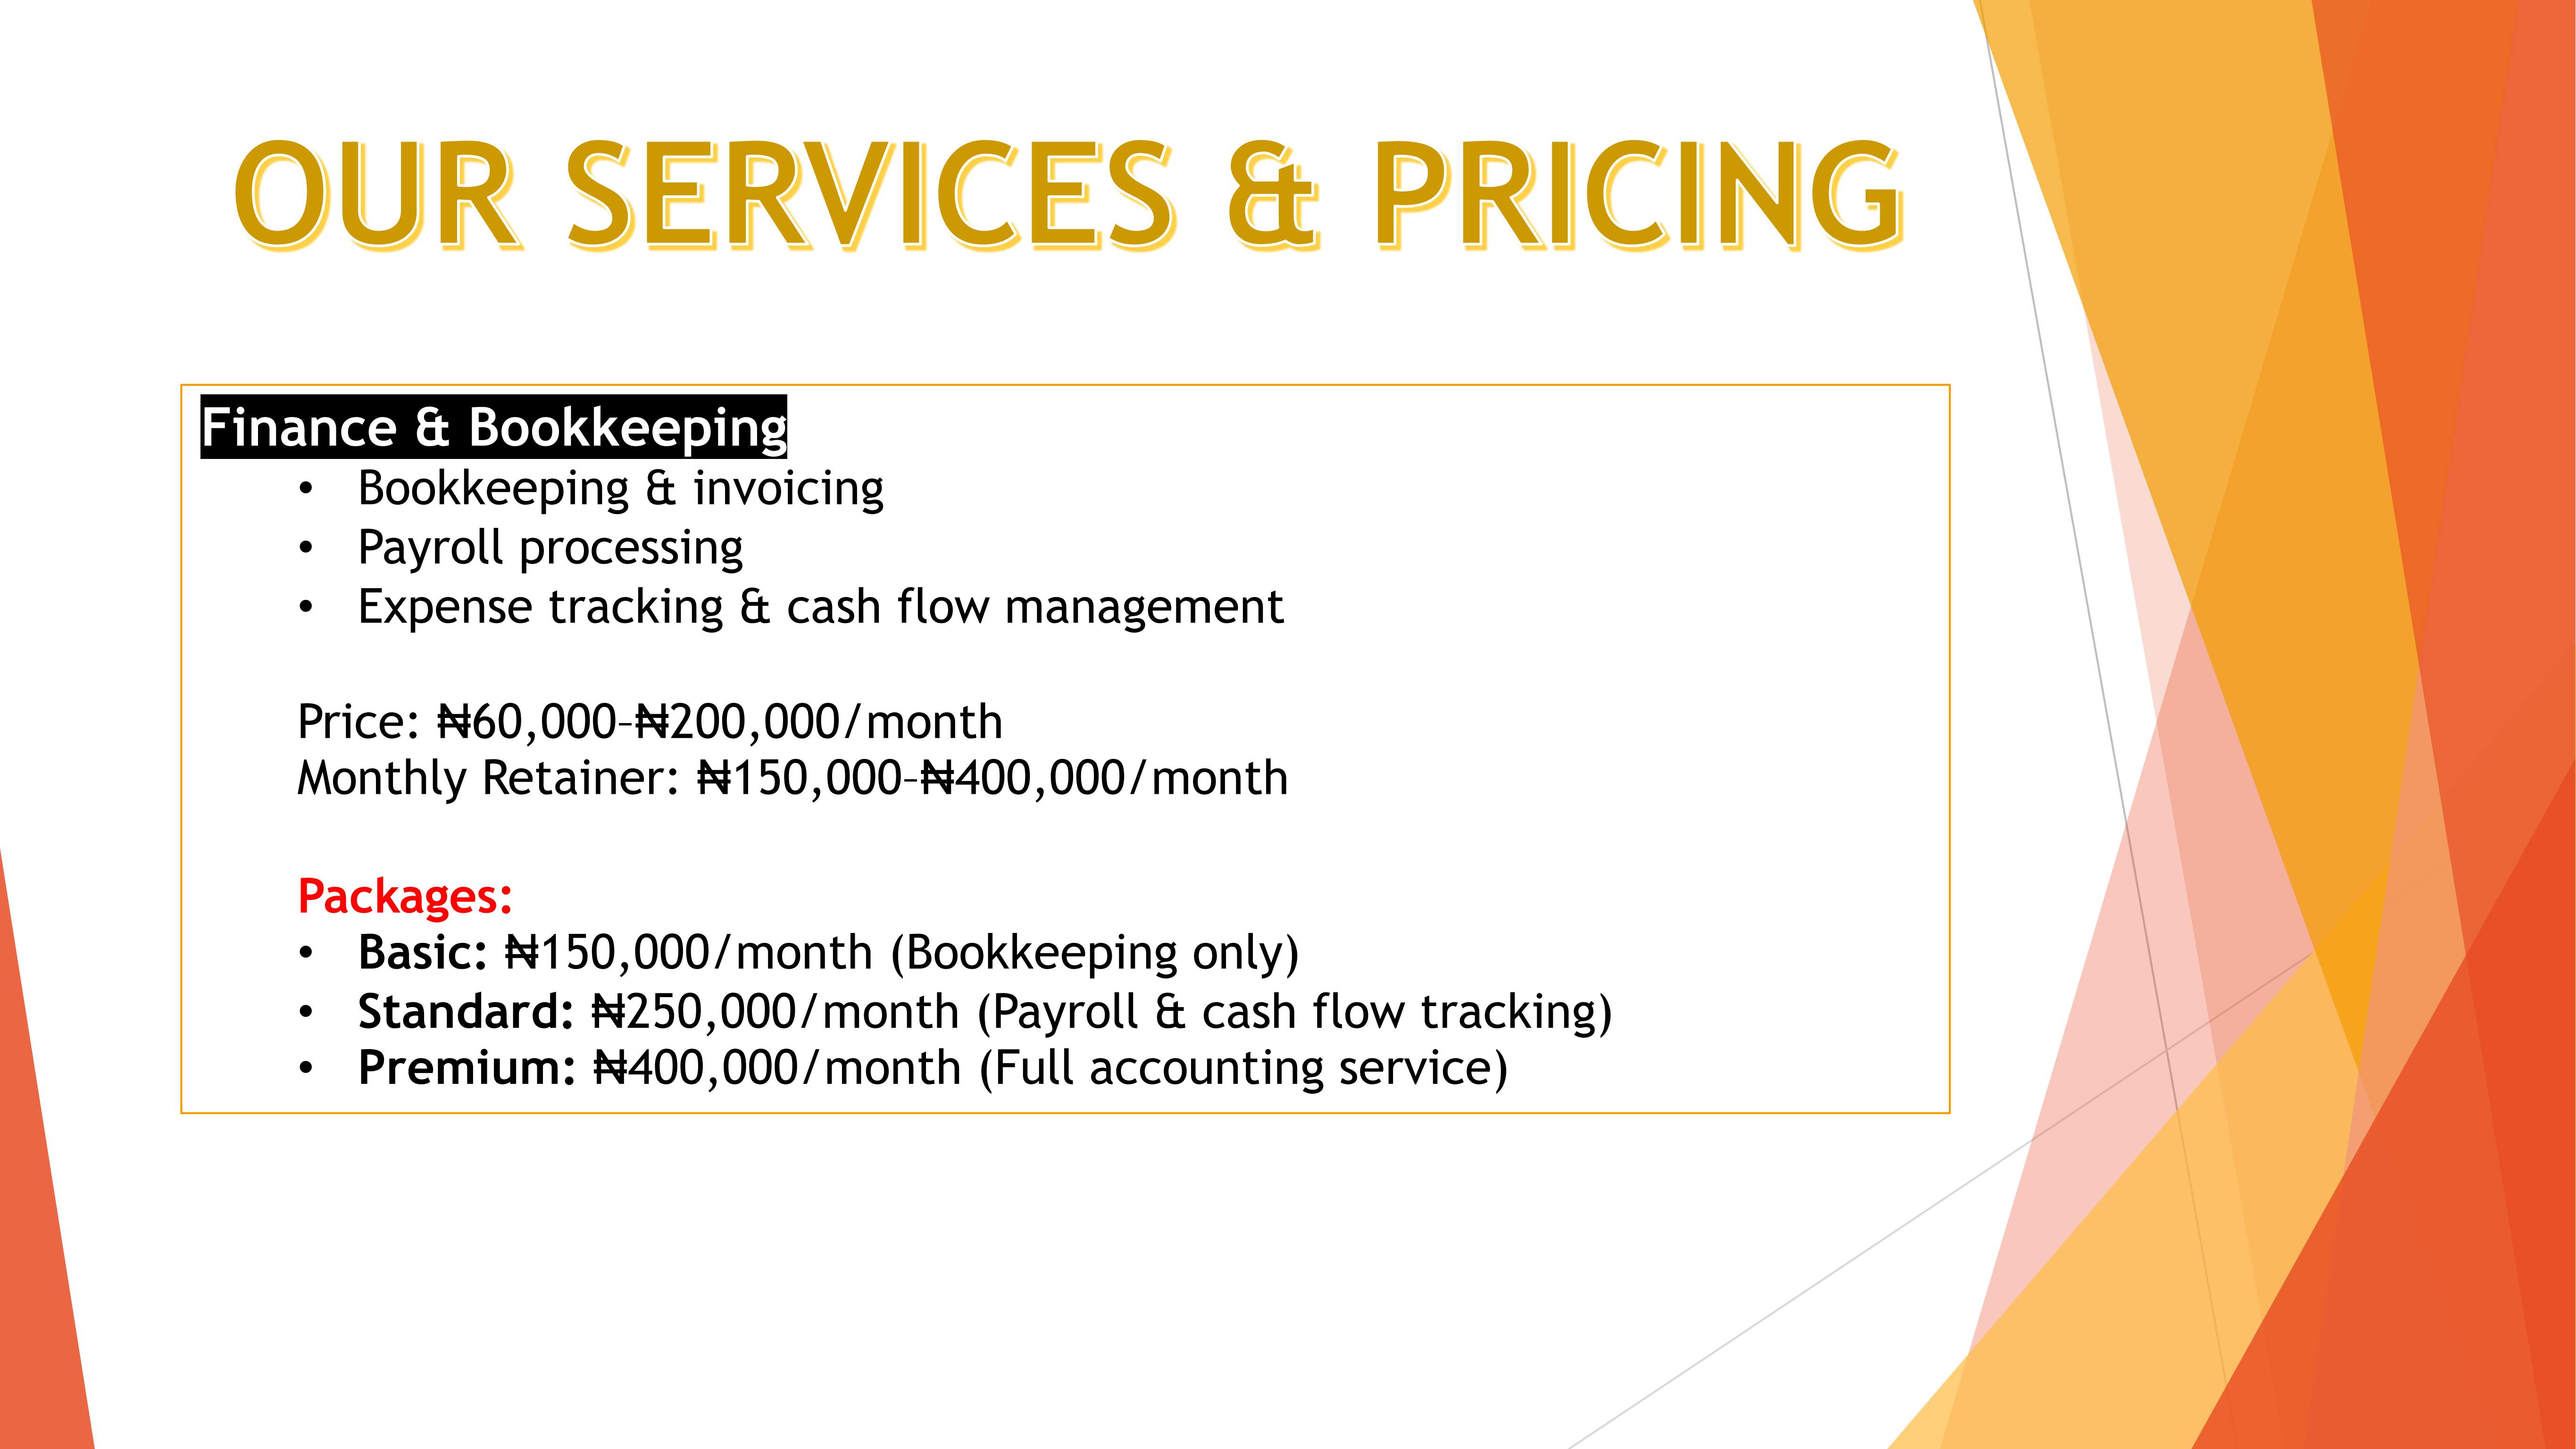 OUR SERVICES & PRICING
Finance & Bookkeeping
• Bookkeeping & invoicing
• Payroll processing
• Expense tracking & cash flow management
Price: ₦60,000–₦200,000/month
Monthly Retainer: ₦150,000–₦400,000/month
Packages:
• Basic: ₦150,000/month (Bookkeeping only)
• Standard: ₦250,000/month (Payroll & cash flow tracking)
• Premium: ₦400,000/month (Full accounting service)